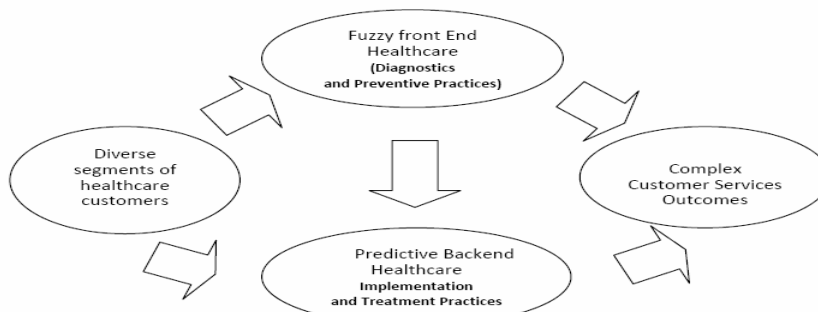 Fuzzy front End
Healthcare
(Diagnostics
and Preventive Practices)
Diverse
segments of
healthcare
customers
Complex
Customer Services
Outcomes
Predictive Backend
Healthcare
Implementation
and Treatment Practices